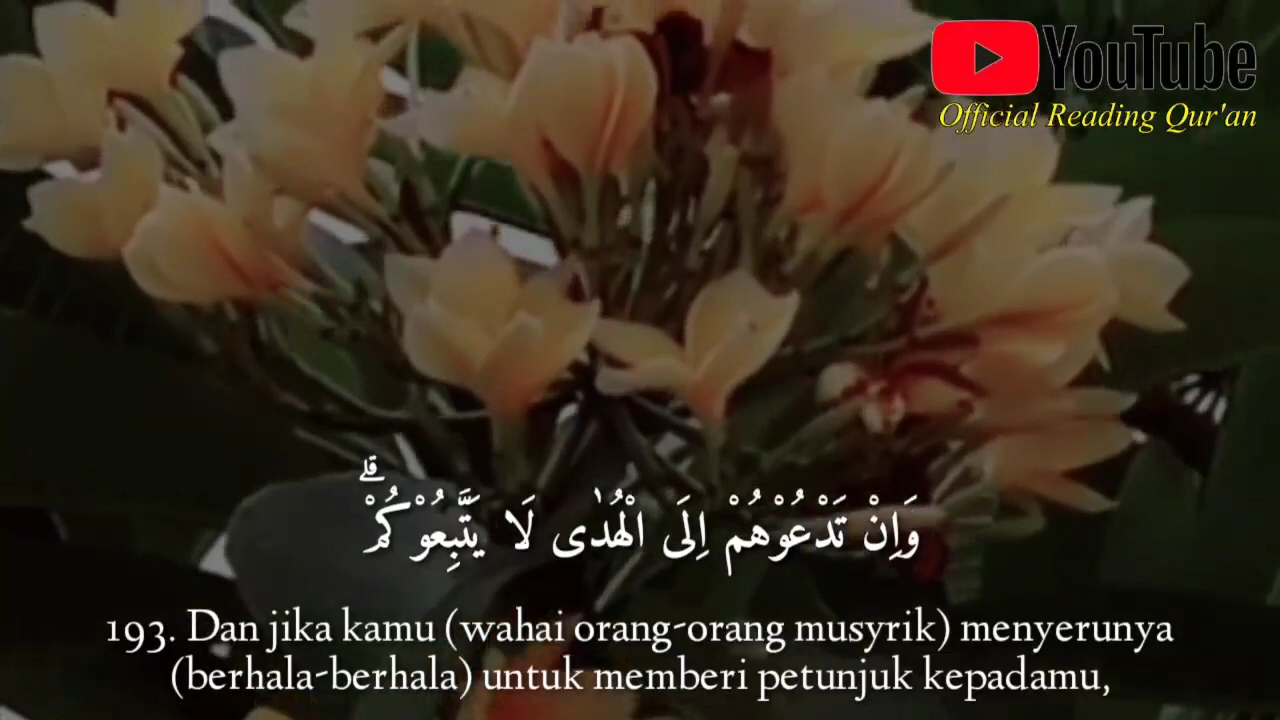 YouTube
Official Reading Qur'an
وَاِنْ تَدْعُوْهُمْ اِلَى الْهُدٰى لَا يَتَّبِعُوْكُمْۗ
193. Dan jika kamu (wahai orang-orang musyrik) menyerunya
(berhala-berhala) untuk memberi petunjuk kepadamu,